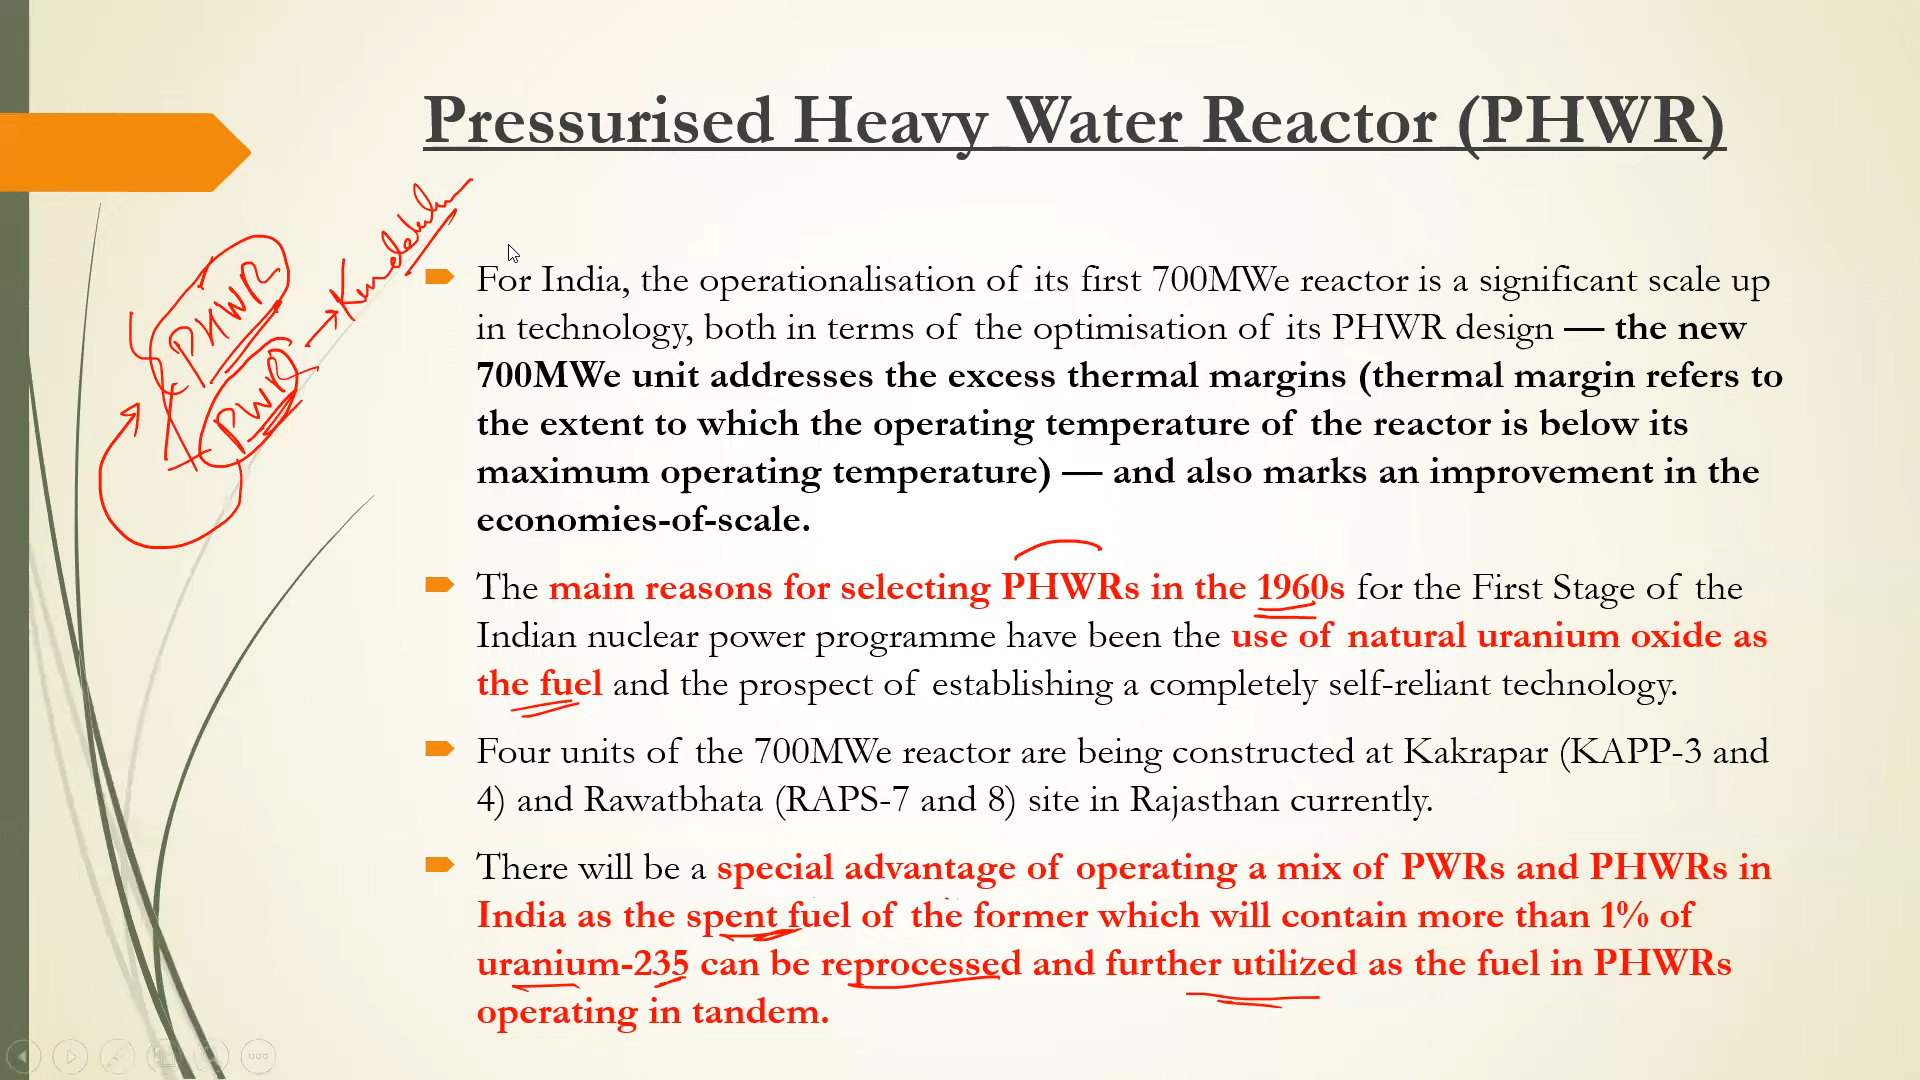 Pressurised Heavy Water Reactor (PHWR)
PHWR
PWR
For India, the operationalisation of its first 700MWe reactor is a significant scale up
in technology, both in terms of the optimisation of its PHWR design — the new
700MWe unit addresses the excess thermal margins (thermal margin refers to
the extent to which the operating temperature of the reactor is below its
maximum operating temperature) — and also marks an improvement in the
economies-of-scale.
The main reasons for selecting PHWRs in the 1960s for the First Stage of the
Indian nuclear power programme have been the use of natural uranium oxide as
the fuel and the prospect of establishing a completely self-reliant technology.
Four units of the 700MWe reactor are being constructed at Kakrapar (KAPP-3 and
4) and Rawatbhata (RAPS-7 and 8) site in Rajasthan currently.
There will be a special advantage of operating a mix of PWRs and PHWRs in
India as the spent fuel of the former which will contain more than 1% of
uranium-235 can be reprocessed and further utilized as the fuel in PHWRs
operating in tandem.